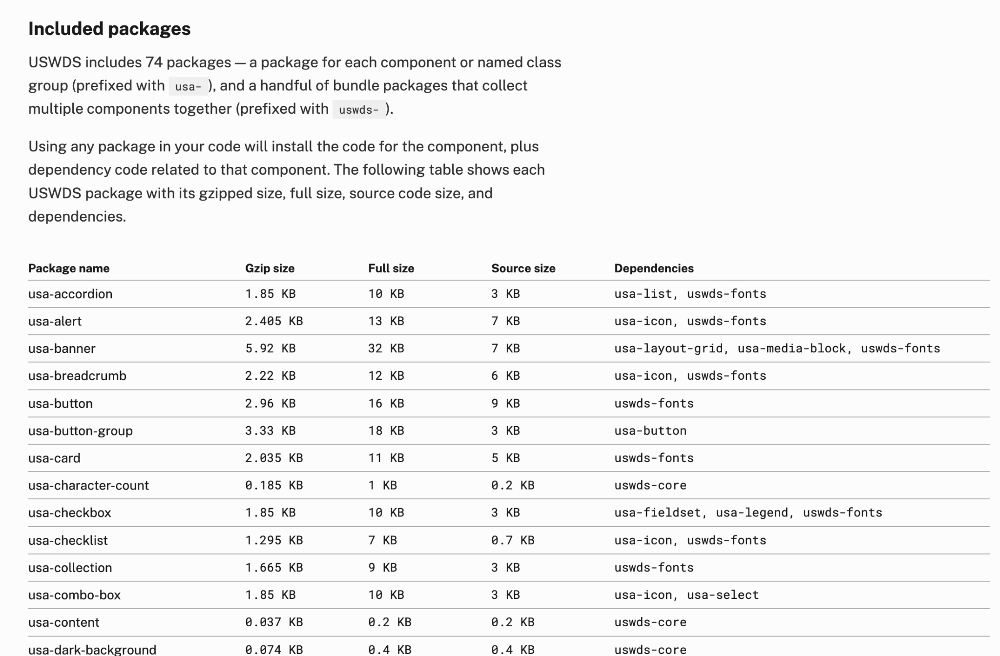 Included packages
USWDS includes 74 packages — a package for each component or named class
group (prefixed with usa- ), and a handful of bundle packages that collect
multiple components together (prefixed with uswds- ).
Using any package in your code will install the code for the component, plus
dependency code related to that component. The following table shows each
USWDS package with its gzipped size, full size, source code size, and
dependencies.
Package name Gzip size Full size Source size Dependencies
usa-accordion 1.85 KB 10 KB 3 KB usa-list, uswds-fonts
usa-alert 2.405 KB 13 KB 7 KB usa-icon, uswds-fonts
usa-banner 5.92 KB 32 KB 7 KB usa-layout-grid, usa-media-block, uswds-fonts
usa-breadcrumb 2.22 KB 12 KB 6 KB usa-icon, uswds-fonts
usa-button 2.96 KB 16 KB 9 KB uswds-fonts
usa-button-group 3.33 KB 18 KB 3 KB usa-button
usa-card 2.035 KB 11 KB 5 KB uswds-fonts
usa-character-count 0.185 KB 1 KB 0.2 KB uswds-core
usa-checkbox 1.85 KB 10 KB 3 KB usa-fieldset, usa-legend, uswds-fonts
usa-checklist 1.295 KB 7 KB 0.7 KB usa-icon, uswds-fonts
usa-collection 1.665 KB 9 KB 3 KB uswds-fonts
usa-combo-box 1.85 KB 10 KB 3 KB usa-icon, usa-select
usa-content 0.037 KB 0.2 KB 0.2 KB uswds-core
usa-dark-background 0.074 KB 0.4 KB 0.4 KB uswds-core